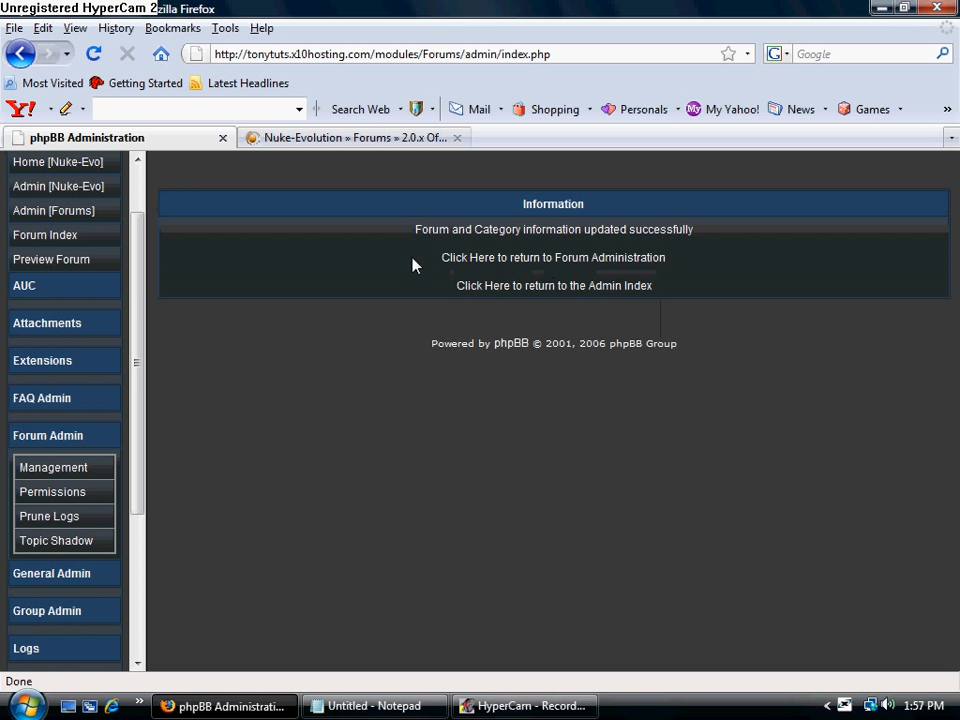 Unregistered HyperCam 2
zilla Firefox
File Edit View History Bookmarks Tools Help
http://tonytuts.x10hosting.com/modules/Forums/admin/index.php
G Google
Most Visited Getting Started Latest Headlines
Y! Search Web Mail Shopping Personals My Yahoo! News Games »
phpBB Administration
Nuke-Evolution » Forums » 2.0.x Of...
Home [Nuke-Evo]
Admin [Nuke-Evo]
Admin [Forums]
Forum Index
Preview Forum
AUC
Attachments
Extensions
FAQ Admin
Forum Admin
Management
Permissions
Prune Logs
Topic Shadow
General Admin
Group Admin
Logs
Information
Forum and Category information updated successfully
Click Here to return to Forum Administration
Click Here to return to the Admin Index
Powered by phpBB © 2001, 2006 phpBB Group
Done
» phpBB Administrati... Untitled - Notepad HyperCam - Record... 1:57 PM